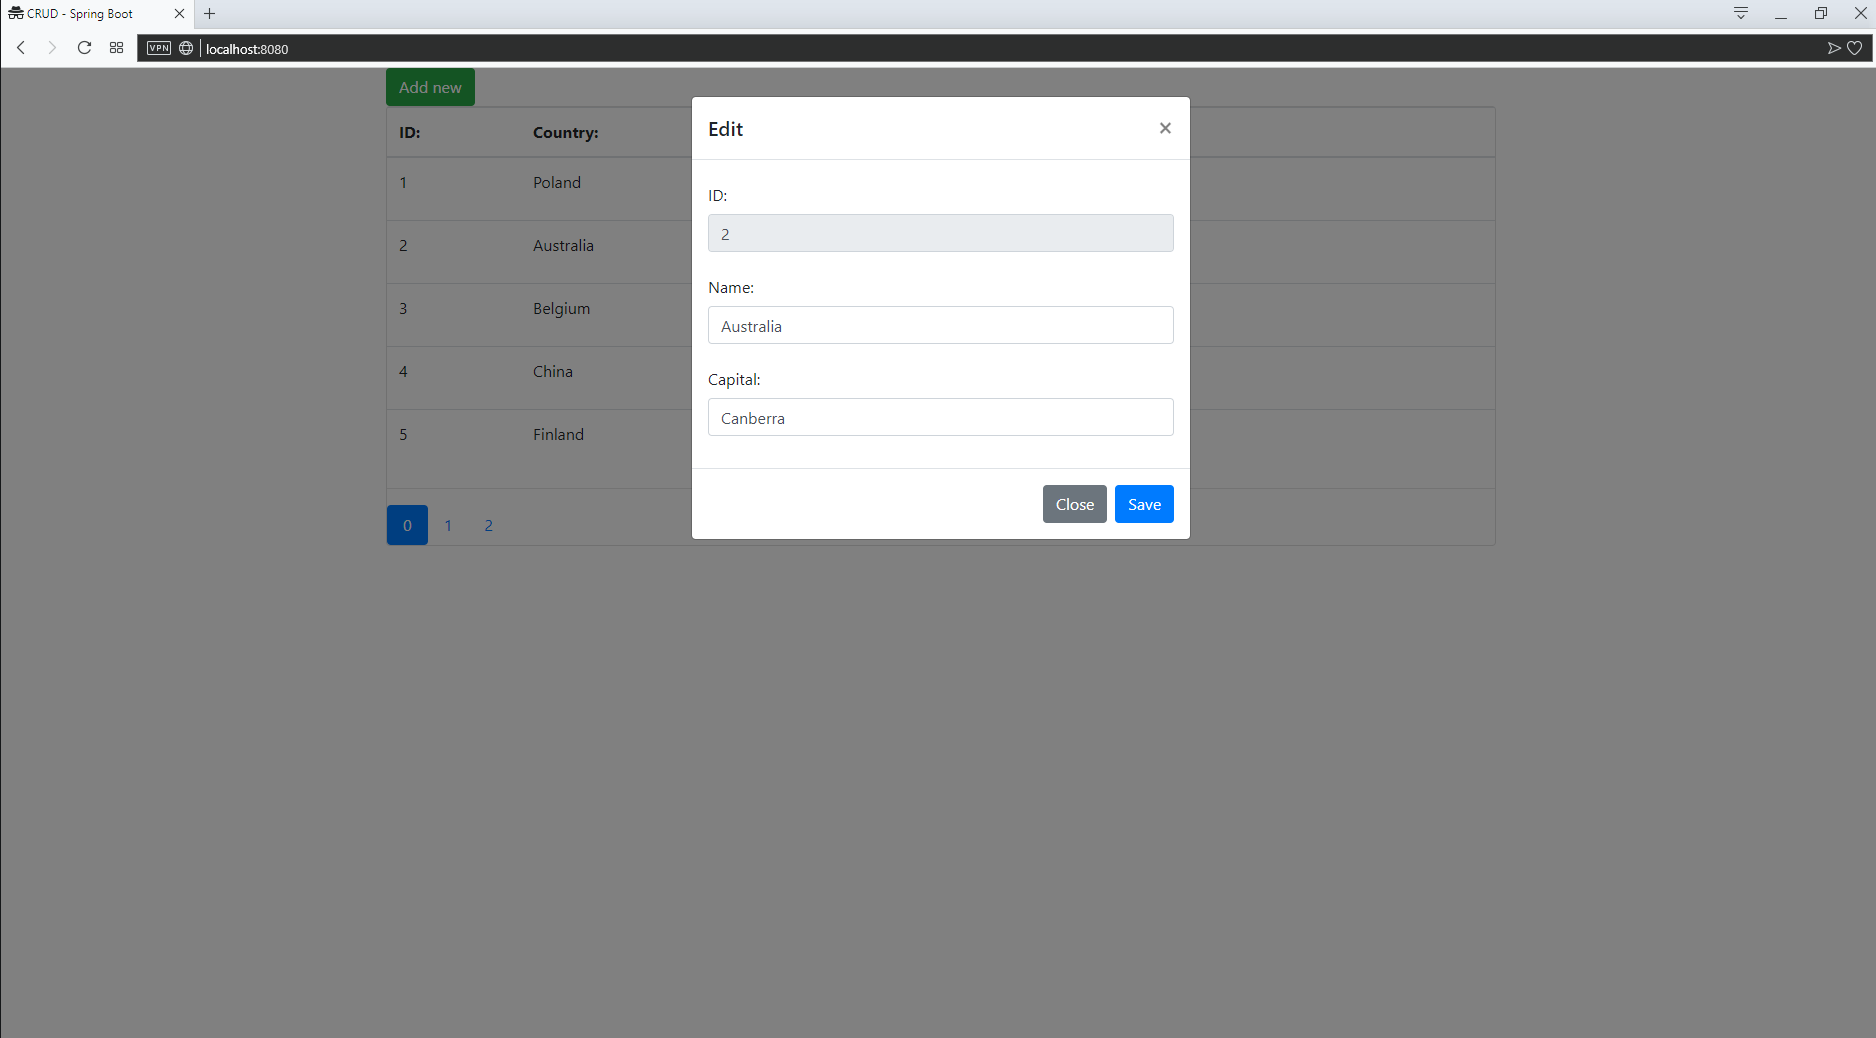 CRUD - Spring Boot
VPN localhost:8080
Add new
ID: Country:
1 Poland
2 Australia
3 Belgium
4 China
5 Finland
0 1 2
Edit ×
ID:
2
Name:
Australia
Capital:
Canberra
Close Save